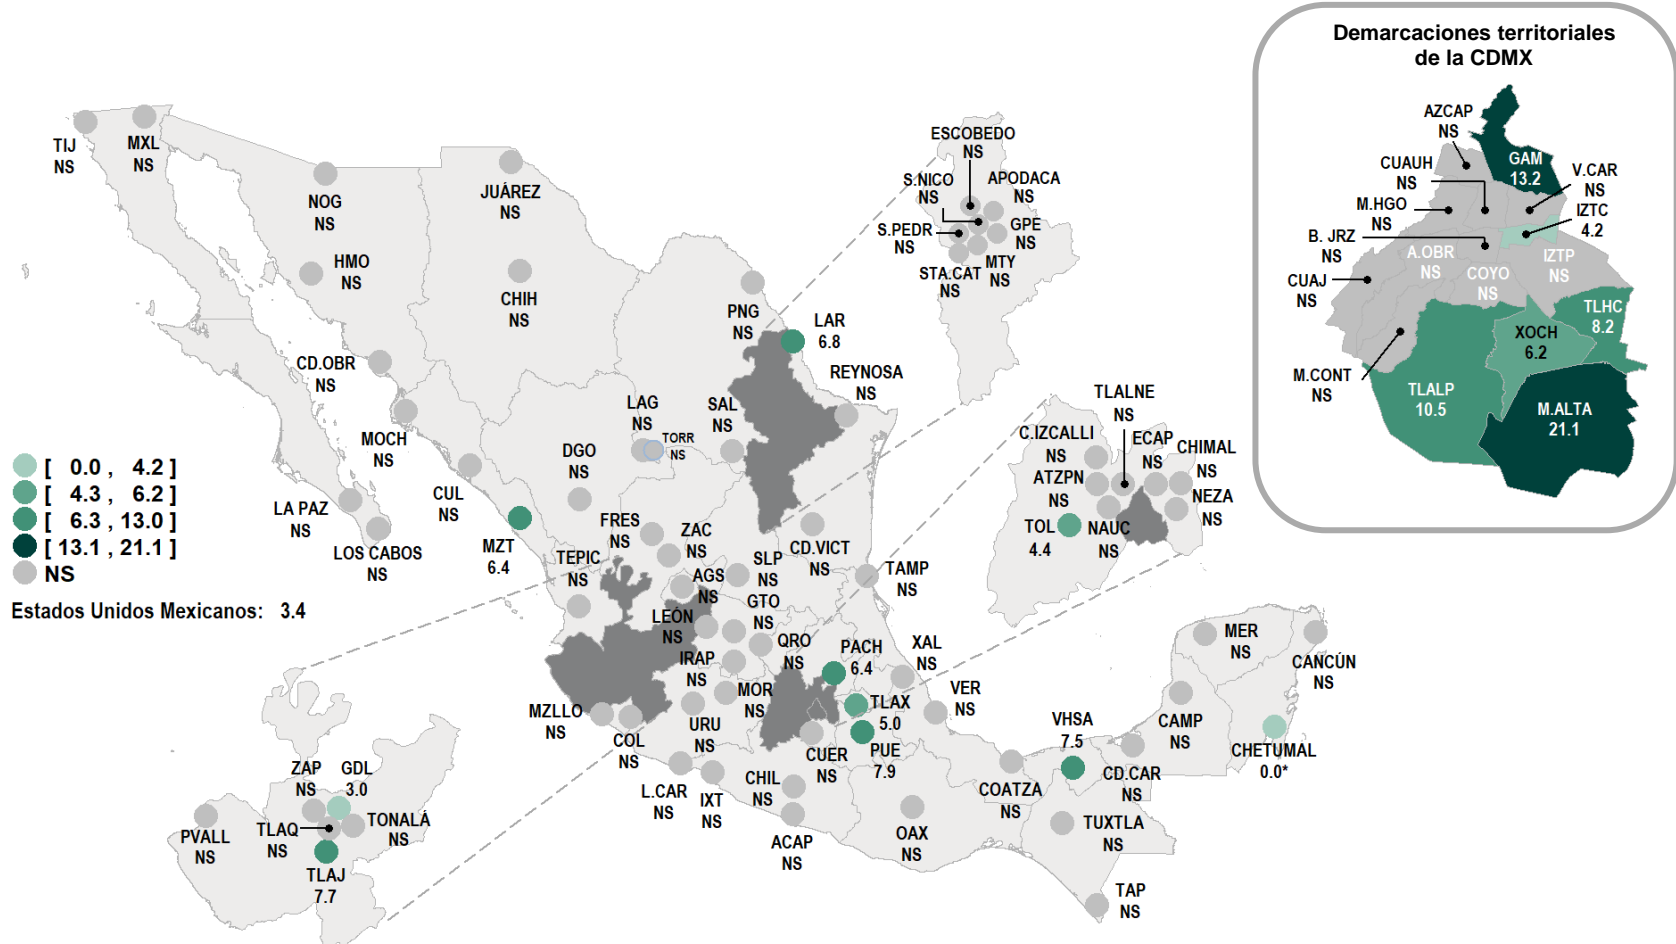 Demarcaciones territoriales
de la CDMX
AZCAP
NS
GAM
13.2
CUAUH
NS
V.CAR
NS
M.HGO
NS
IZTC
4.2
B. JRZ
NS
A.OBR
NS
IZTP
NS
COYO
NS
CUAJ
NS
TLHC
8.2
XOCH
6.2
M.CONT
NS
TLALP
10.5
M.ALTA
21.1
TIJ
NS
MXL
NS
NOG
NS
JUÁREZ
NS
HMO
NS
CHIH
NS
CD.OBR
NS
MOCH
NS
LA PAZ
NS
LOS CABOS
NS
CUL
NS
MZT
6.4
DGO
NS
LAG
NS
TORR
NS
SAL
NS
PNG
NS
LAR
6.8
REYNOSA
NS
ESCOBEDO
NS
S.NICO
NS
APODACA
NS
S.PEDR
NS
GPE
NS
MTY
NS
STA.CAT
NS
FRES
NS
ZAC
NS
TEPIC
NS
AGS
NS
SLP
NS
CD.VICT
NS
TAMP
NS
LEÓN
NS
GTO
NS
IRAP
NS
QRO
NS
PACH
6.4
XAL
NS
TLAX
5.0
VER
NS
MOR
NS
URU
NS
MZLLO
NS
COL
NS
CUER
NS
PUE
7.9
L.CAR
NS
IXT
NS
CHIL
NS
ACAP
NS
OAX
NS
COATZA
NS
VHSA
7.5
CD.CAR
NS
TUXTLA
NS
TAP
NS
CAMP
NS
MER
NS
CANCÚN
NS
CHETUMAL
0.0*
TLALNE
NS
C.IZCALLI
NS
ECAP
NS
CHIMAL
NS
ATZPN
NS
NEZA
NS
TOL
4.4
NAUC
NS
ZAP
NS
GDL
3.0
PVALL
NS
TLAQ
NS
TONALÁ
NS
TLAJ
7.7
[ 0.0 , 4.2 ]
[ 4.3 , 6.2 ]
[ 6.3 , 13.0 ]
[ 13.1 , 21.1 ]
NS
Estados Unidos Mexicanos: 3.4